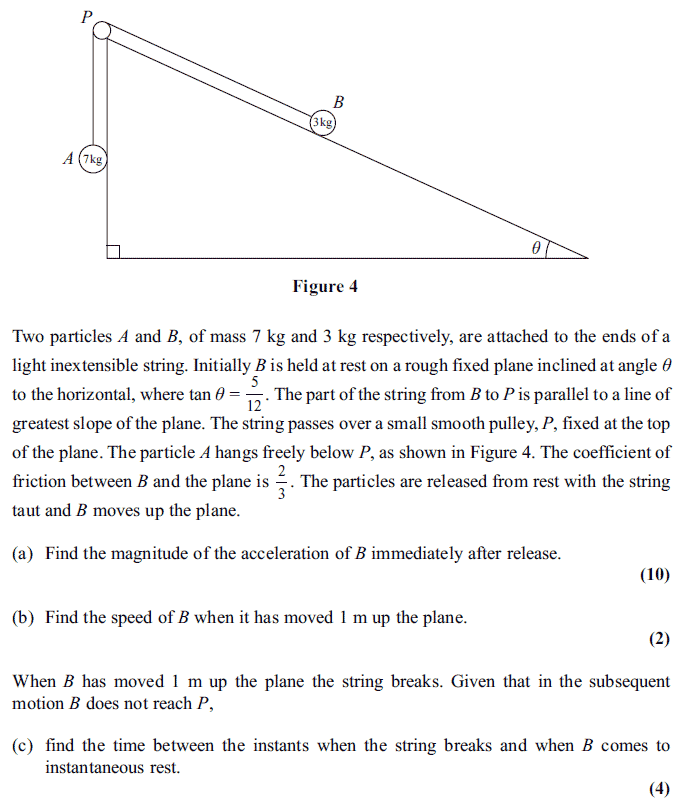 P
B
3kg
A 7kg
θ
Figure 4
Two particles A and B, of mass 7 kg and 3 kg respectively, are attached to the ends of a
light inextensible string. Initially B is held at rest on a rough fixed plane inclined at angle θ
to the horizontal, where tan θ = 5/12. The part of the string from B to P is parallel to a line of
greatest slope of the plane. The string passes over a small smooth pulley, P, fixed at the top
of the plane. The particle A hangs freely below P, as shown in Figure 4. The coefficient of
friction between B and the plane is 2/3. The particles are released from rest with the string
taut and B moves up the plane.
(a) Find the magnitude of the acceleration of B immediately after release.
(10)
(b) Find the speed of B when it has moved 1 m up the plane.
(2)
When B has moved 1 m up the plane the string breaks. Given that in the subsequent
motion B does not reach P,
(c) find the time between the instants when the string breaks and when B comes to
instantaneous rest.
(4)